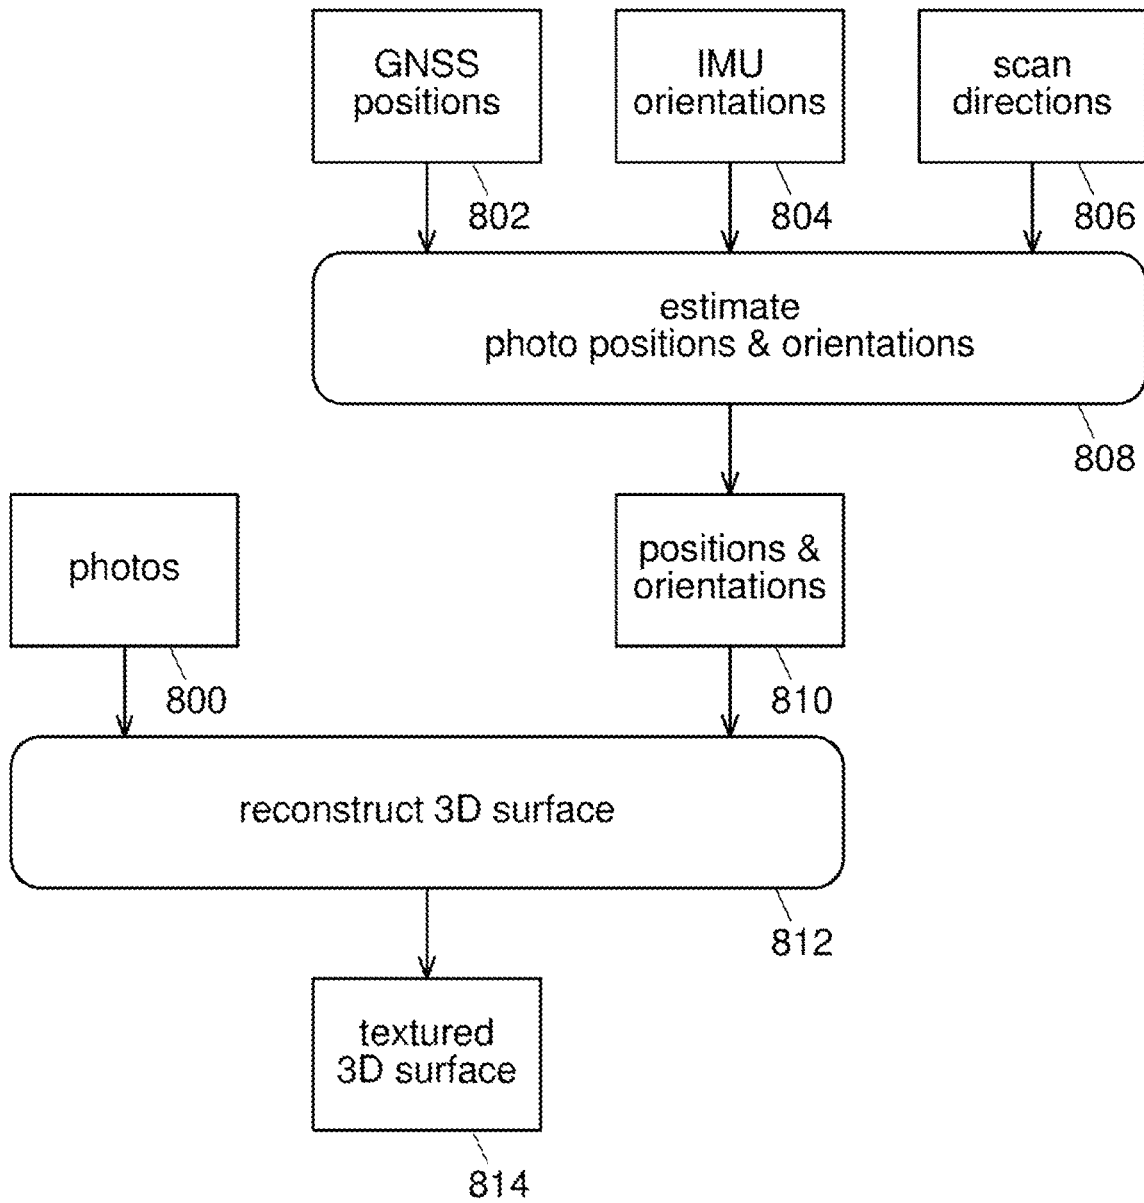 GNSS
positions
802
IMU
orientations
804
scan
directions
806
estimate
photo positions & orientations
808
photos
800
positions &
orientations
810
reconstruct 3D surface
812
textured
3D surface
814